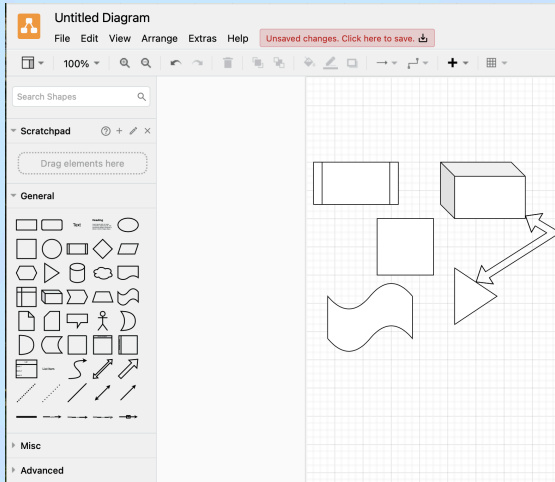 Untitled Diagram
File Edit View Arrange Extras Help Unsaved changes. Click here to save.
100%
Search Shapes
Scratchpad
Drag elements here
General
Text
Heading
Misc
Advanced